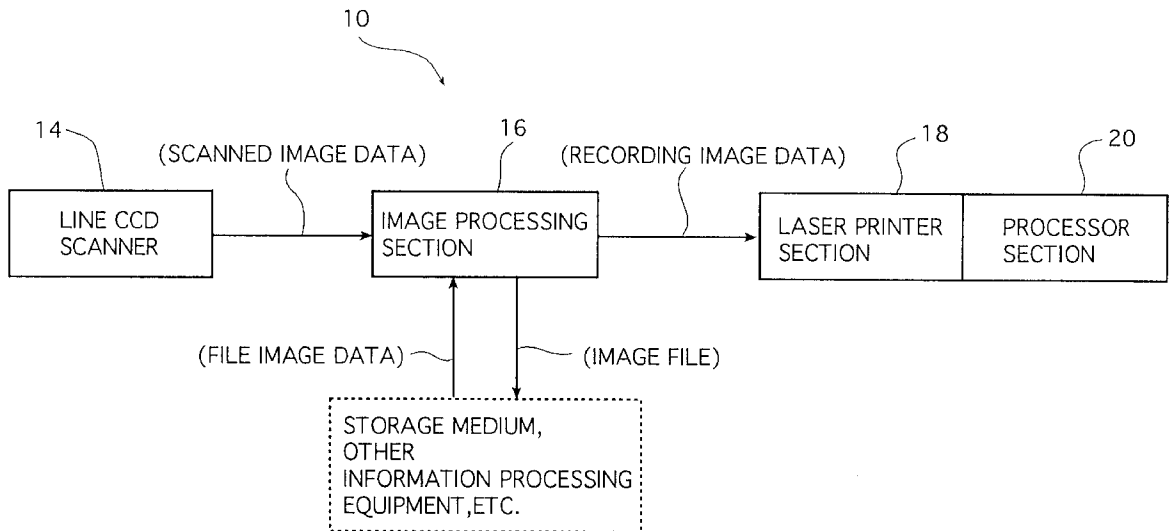 10
14
(SCANNED IMAGE DATA)
16
(RECORDING IMAGE DATA)
18
20
LINE CCD
SCANNER
IMAGE PROCESSING
SECTION
LASER PRINTER
SECTION
PROCESSOR
SECTION
(FILE IMAGE DATA)
(IMAGE FILE)
STORAGE MEDIUM,
OTHER
INFORMATION PROCESSING
EQUIPMENT,ETC.